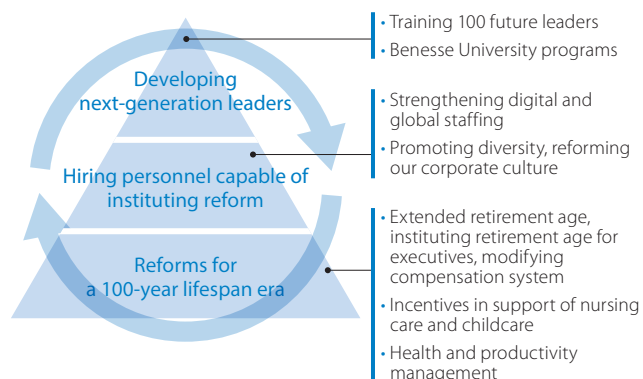 Developing
next-generation leaders
• Training 100 future leaders
• Benesse University programs
Hiring personnel capable of
instituting reform
• Strengthening digital and
global staffing
• Promoting diversity, reforming
our corporate culture
Reforms for
a 100-year lifespan era
• Extended retirement age,
instituting retirement age for
executives, modifying
compensation system
• Incentives in support of nursing
care and childcare
• Health and productivity
management